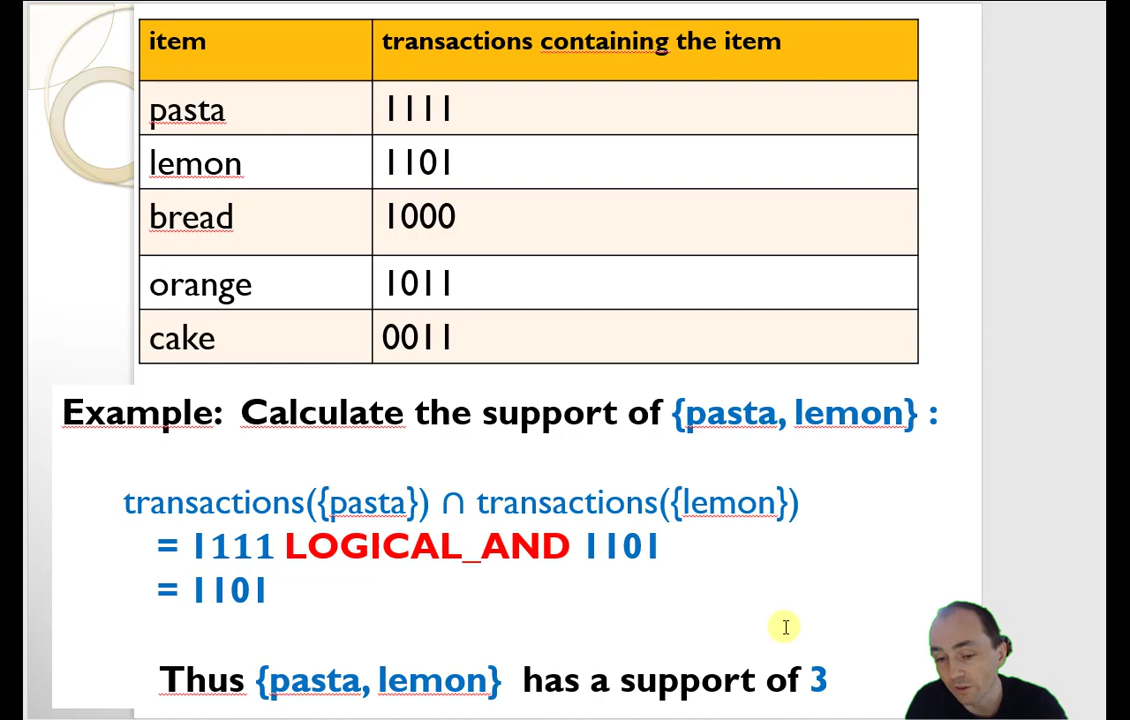 item transactions containing the item
pasta 1111
lemon 1101
bread 1000
orange 1011
cake 0011
Example: Calculate the support of {pasta, lemon} :
transactions({pasta}) ∩ transactions({lemon})
= 1111 LOGICAL_AND 1101
= 1101
Thus {pasta, lemon} has a support of 3